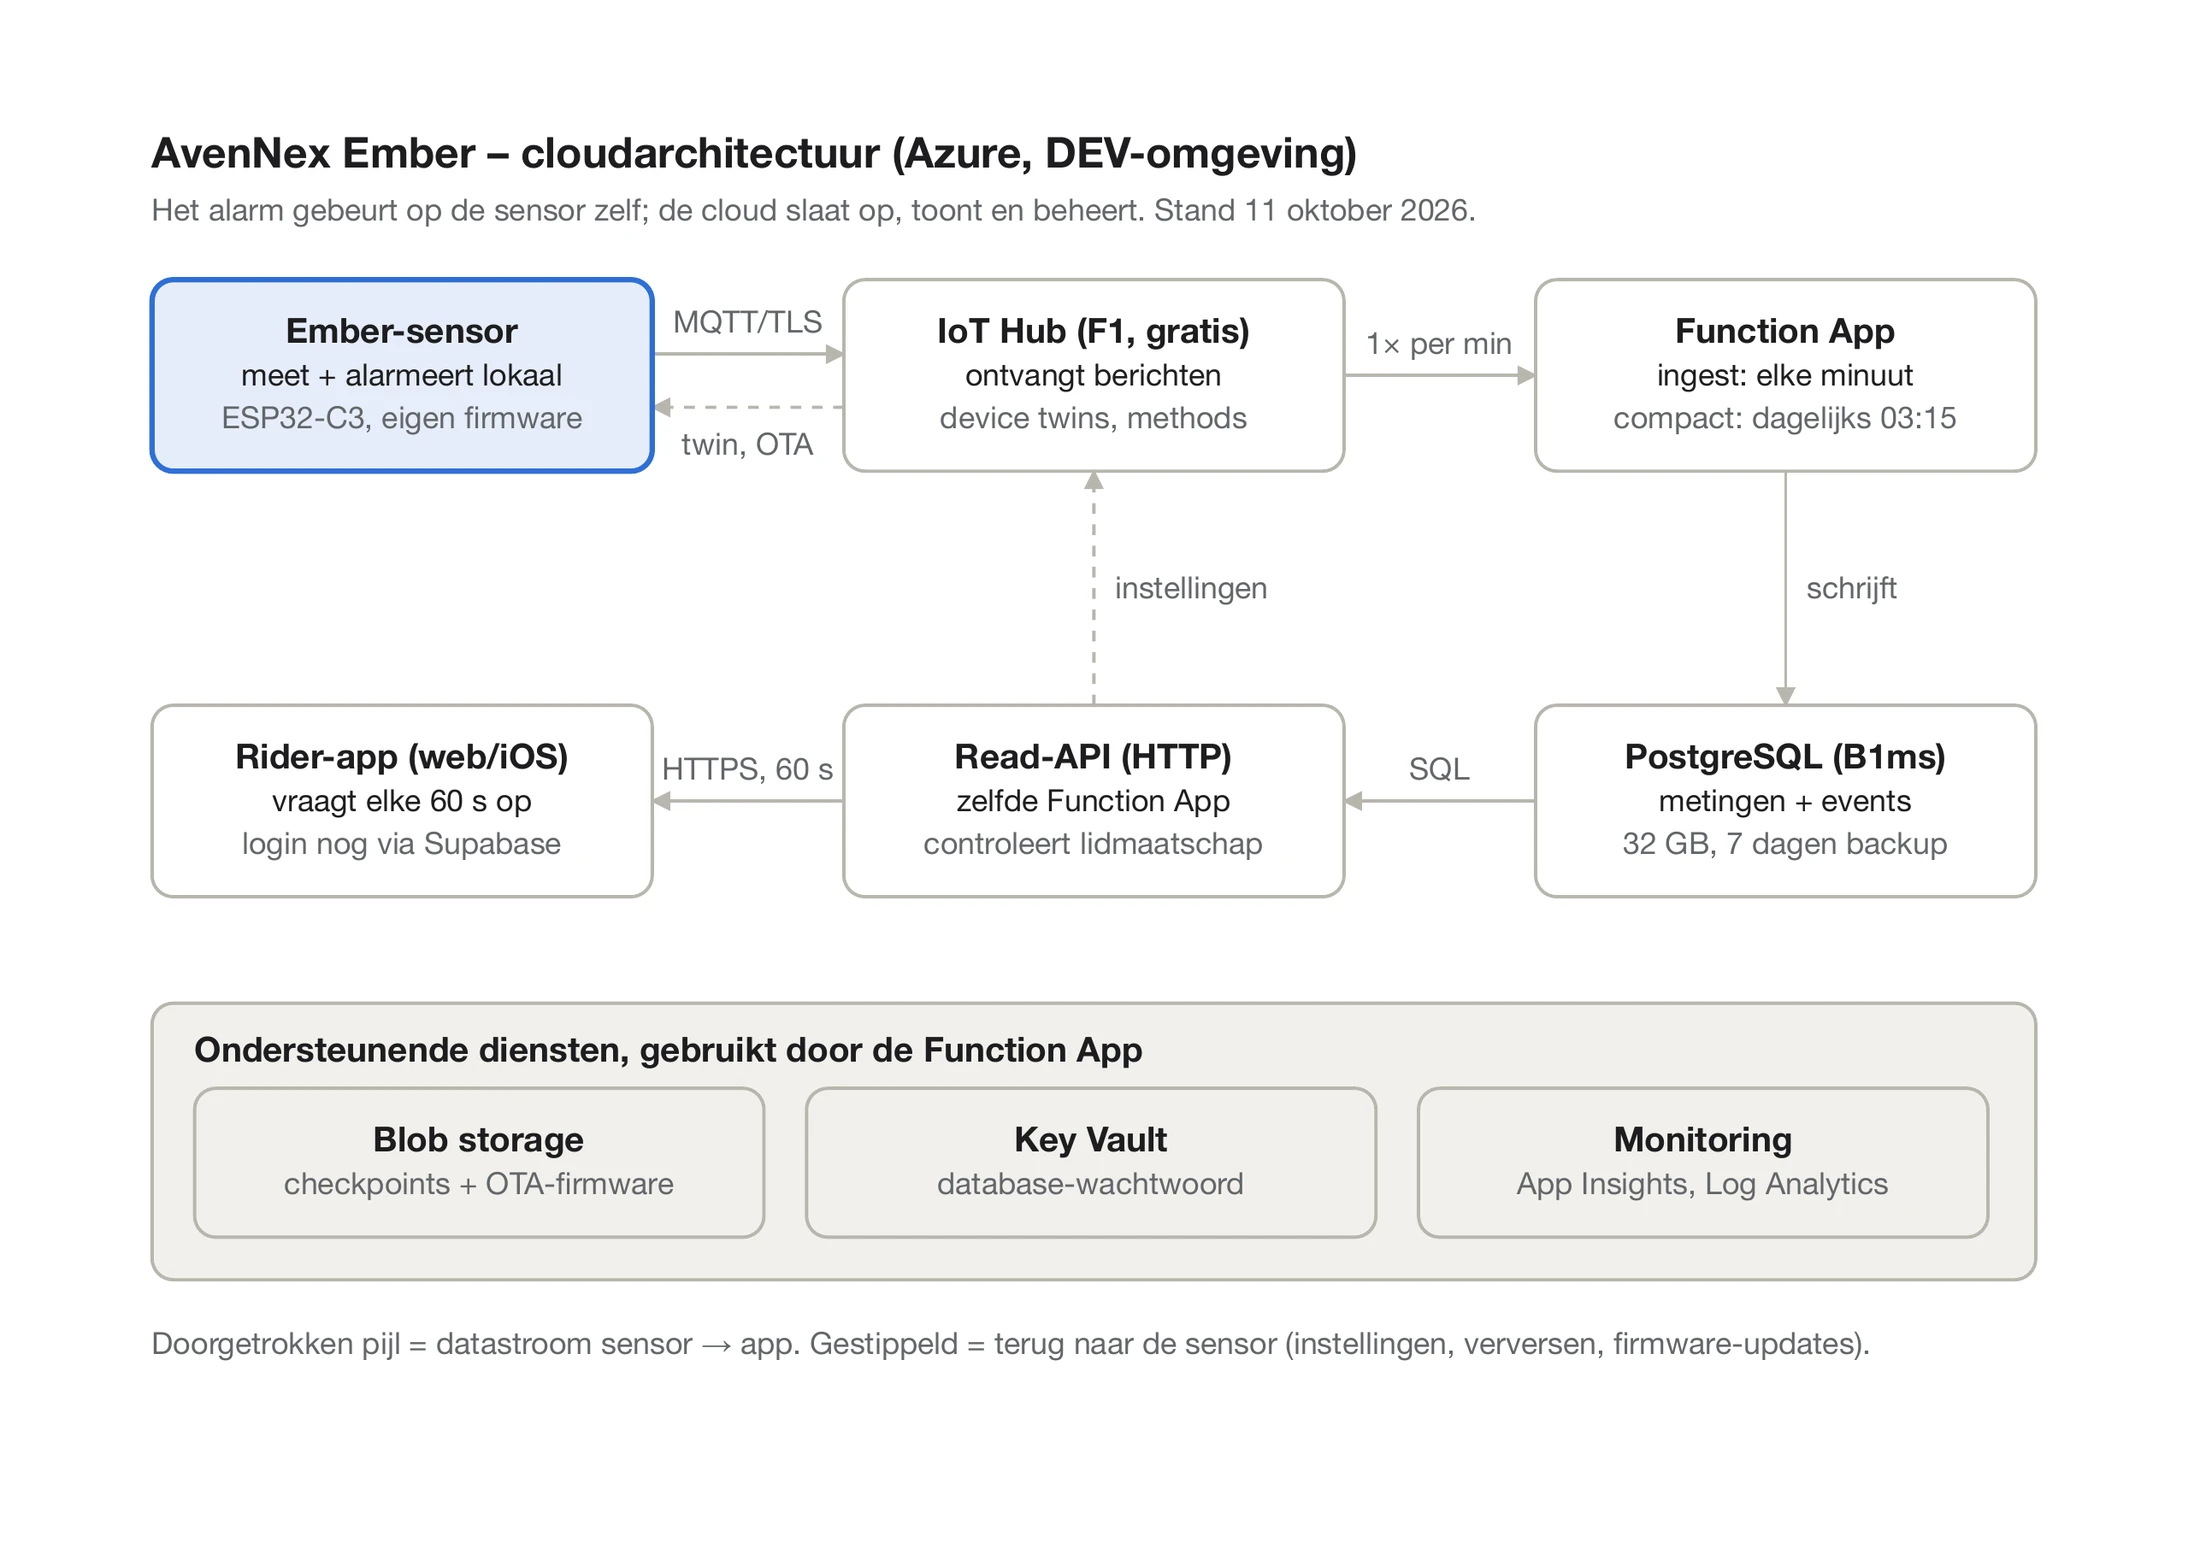 AvenNex Ember – cloudarchitectuur (Azure, DEV-omgeving)
Het alarm gebeurt op de sensor zelf; de cloud slaat op, toont en beheert. Stand 11 oktober 2026.
Ember-sensor
meet + alarmeert lokaal
ESP32-C3, eigen firmware
MQTT/TLS
twin, OTA
IoT Hub (F1, gratis)
ontvangt berichten
device twins, methods
1× per min
Function App
ingest: elke minuut
compact: dagelijks 03:15
instellingen
schrijft
Rider-app (web/iOS)
vraagt elke 60 s op
login nog via Supabase
HTTPS, 60 s
Read-API (HTTP)
zelfde Function App
controleert lidmaatschap
SQL
PostgreSQL (B1ms)
metingen + events
32 GB, 7 dagen backup
Ondersteunende diensten, gebruikt door de Function App
Blob storage
checkpoints + OTA-firmware
Key Vault
database-wachtwoord
Monitoring
App Insights, Log Analytics
Doorgetrokken pijl = datastroom sensor → app. Gestippeld = terug naar de sensor (instellingen, verversen, firmware-updates).